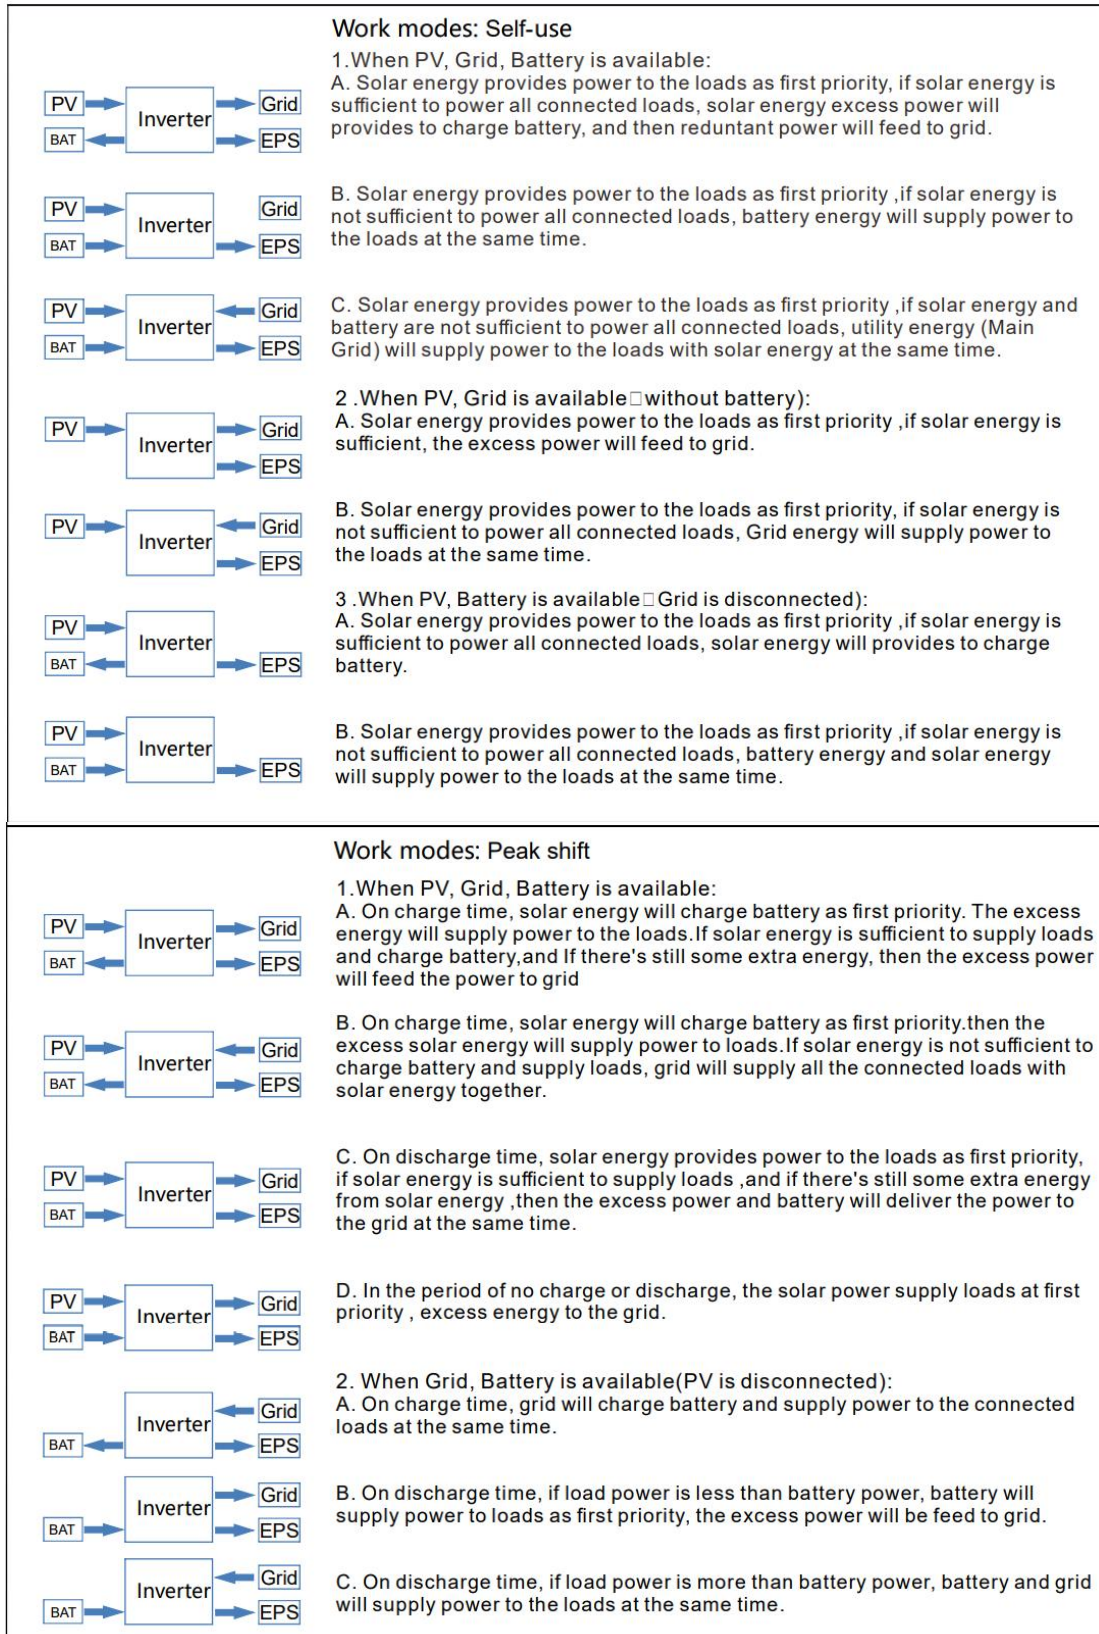 Work modes: Self-use
1.When PV, Grid, Battery is available:
A. Solar energy provides power to the loads as first priority, if solar energy is
sufficient to power all connected loads, solar energy excess power will
provides to charge battery, and then reduntant power will feed to grid.
PV
Grid
Inverter
BAT
EPS
B. Solar energy provides power to the loads as first priority ,if solar energy is
not sufficient to power all connected loads, battery energy will supply power to
the loads at the same time.
PV
Grid
Inverter
BAT
EPS
C. Solar energy provides power to the loads as first priority ,if solar energy and
battery are not sufficient to power all connected loads, utility energy (Main
Grid) will supply power to the loads with solar energy at the same time.
PV
Grid
Inverter
BAT
EPS
2 .When PV, Grid is available□without battery):
A. Solar energy provides power to the loads as first priority ,if solar energy is
sufficient, the excess power will feed to grid.
PV
Grid
Inverter
EPS
B. Solar energy provides power to the loads as first priority, if solar energy is
not sufficient to power all connected loads, Grid energy will supply power to
the loads at the same time.
PV
Grid
Inverter
EPS
3 .When PV, Battery is available□Grid is disconnected):
A. Solar energy provides power to the loads as first priority ,if solar energy is
sufficient to power all connected loads, solar energy will provides to charge
battery.
PV
Inverter
BAT
EPS
B. Solar energy provides power to the loads as first priority ,if solar energy is
not sufficient to power all connected loads, battery energy and solar energy
will supply power to the loads at the same time.
PV
Inverter
BAT
EPS
Work modes: Peak shift
1.When PV, Grid, Battery is available:
A. On charge time, solar energy will charge battery as first priority. The excess
energy will supply power to the loads.If solar energy is sufficient to supply loads
and charge battery,and If there's still some extra energy, then the excess power
will feed the power to grid
PV
Grid
Inverter
BAT
EPS
B. On charge time, solar energy will charge battery as first priority.then the
excess solar energy will supply power to loads.If solar energy is not sufficient to
charge battery and supply loads, grid will supply all the connected loads with
solar energy together.
PV
Grid
Inverter
BAT
EPS
C. On discharge time, solar energy provides power to the loads as first priority,
if solar energy is sufficient to supply loads ,and if there's still some extra energy
from solar energy ,then the excess power and battery will deliver the power to
the grid at the same time.
PV
Grid
Inverter
BAT
EPS
D. In the period of no charge or discharge, the solar power supply loads at first
priority , excess energy to the grid.
PV
Grid
Inverter
BAT
EPS
2. When Grid, Battery is available(PV is disconnected):
A. On charge time, grid will charge battery and supply power to the connected
loads at the same time.
Grid
Inverter
BAT
EPS
B. On discharge time, if load power is less than battery power, battery will
supply power to loads as first priority, the excess power will be feed to grid.
Grid
Inverter
BAT
EPS
C. On discharge time, if load power is more than battery power, battery and grid
will supply power to the loads at the same time.
Grid
Inverter
BAT
EPS